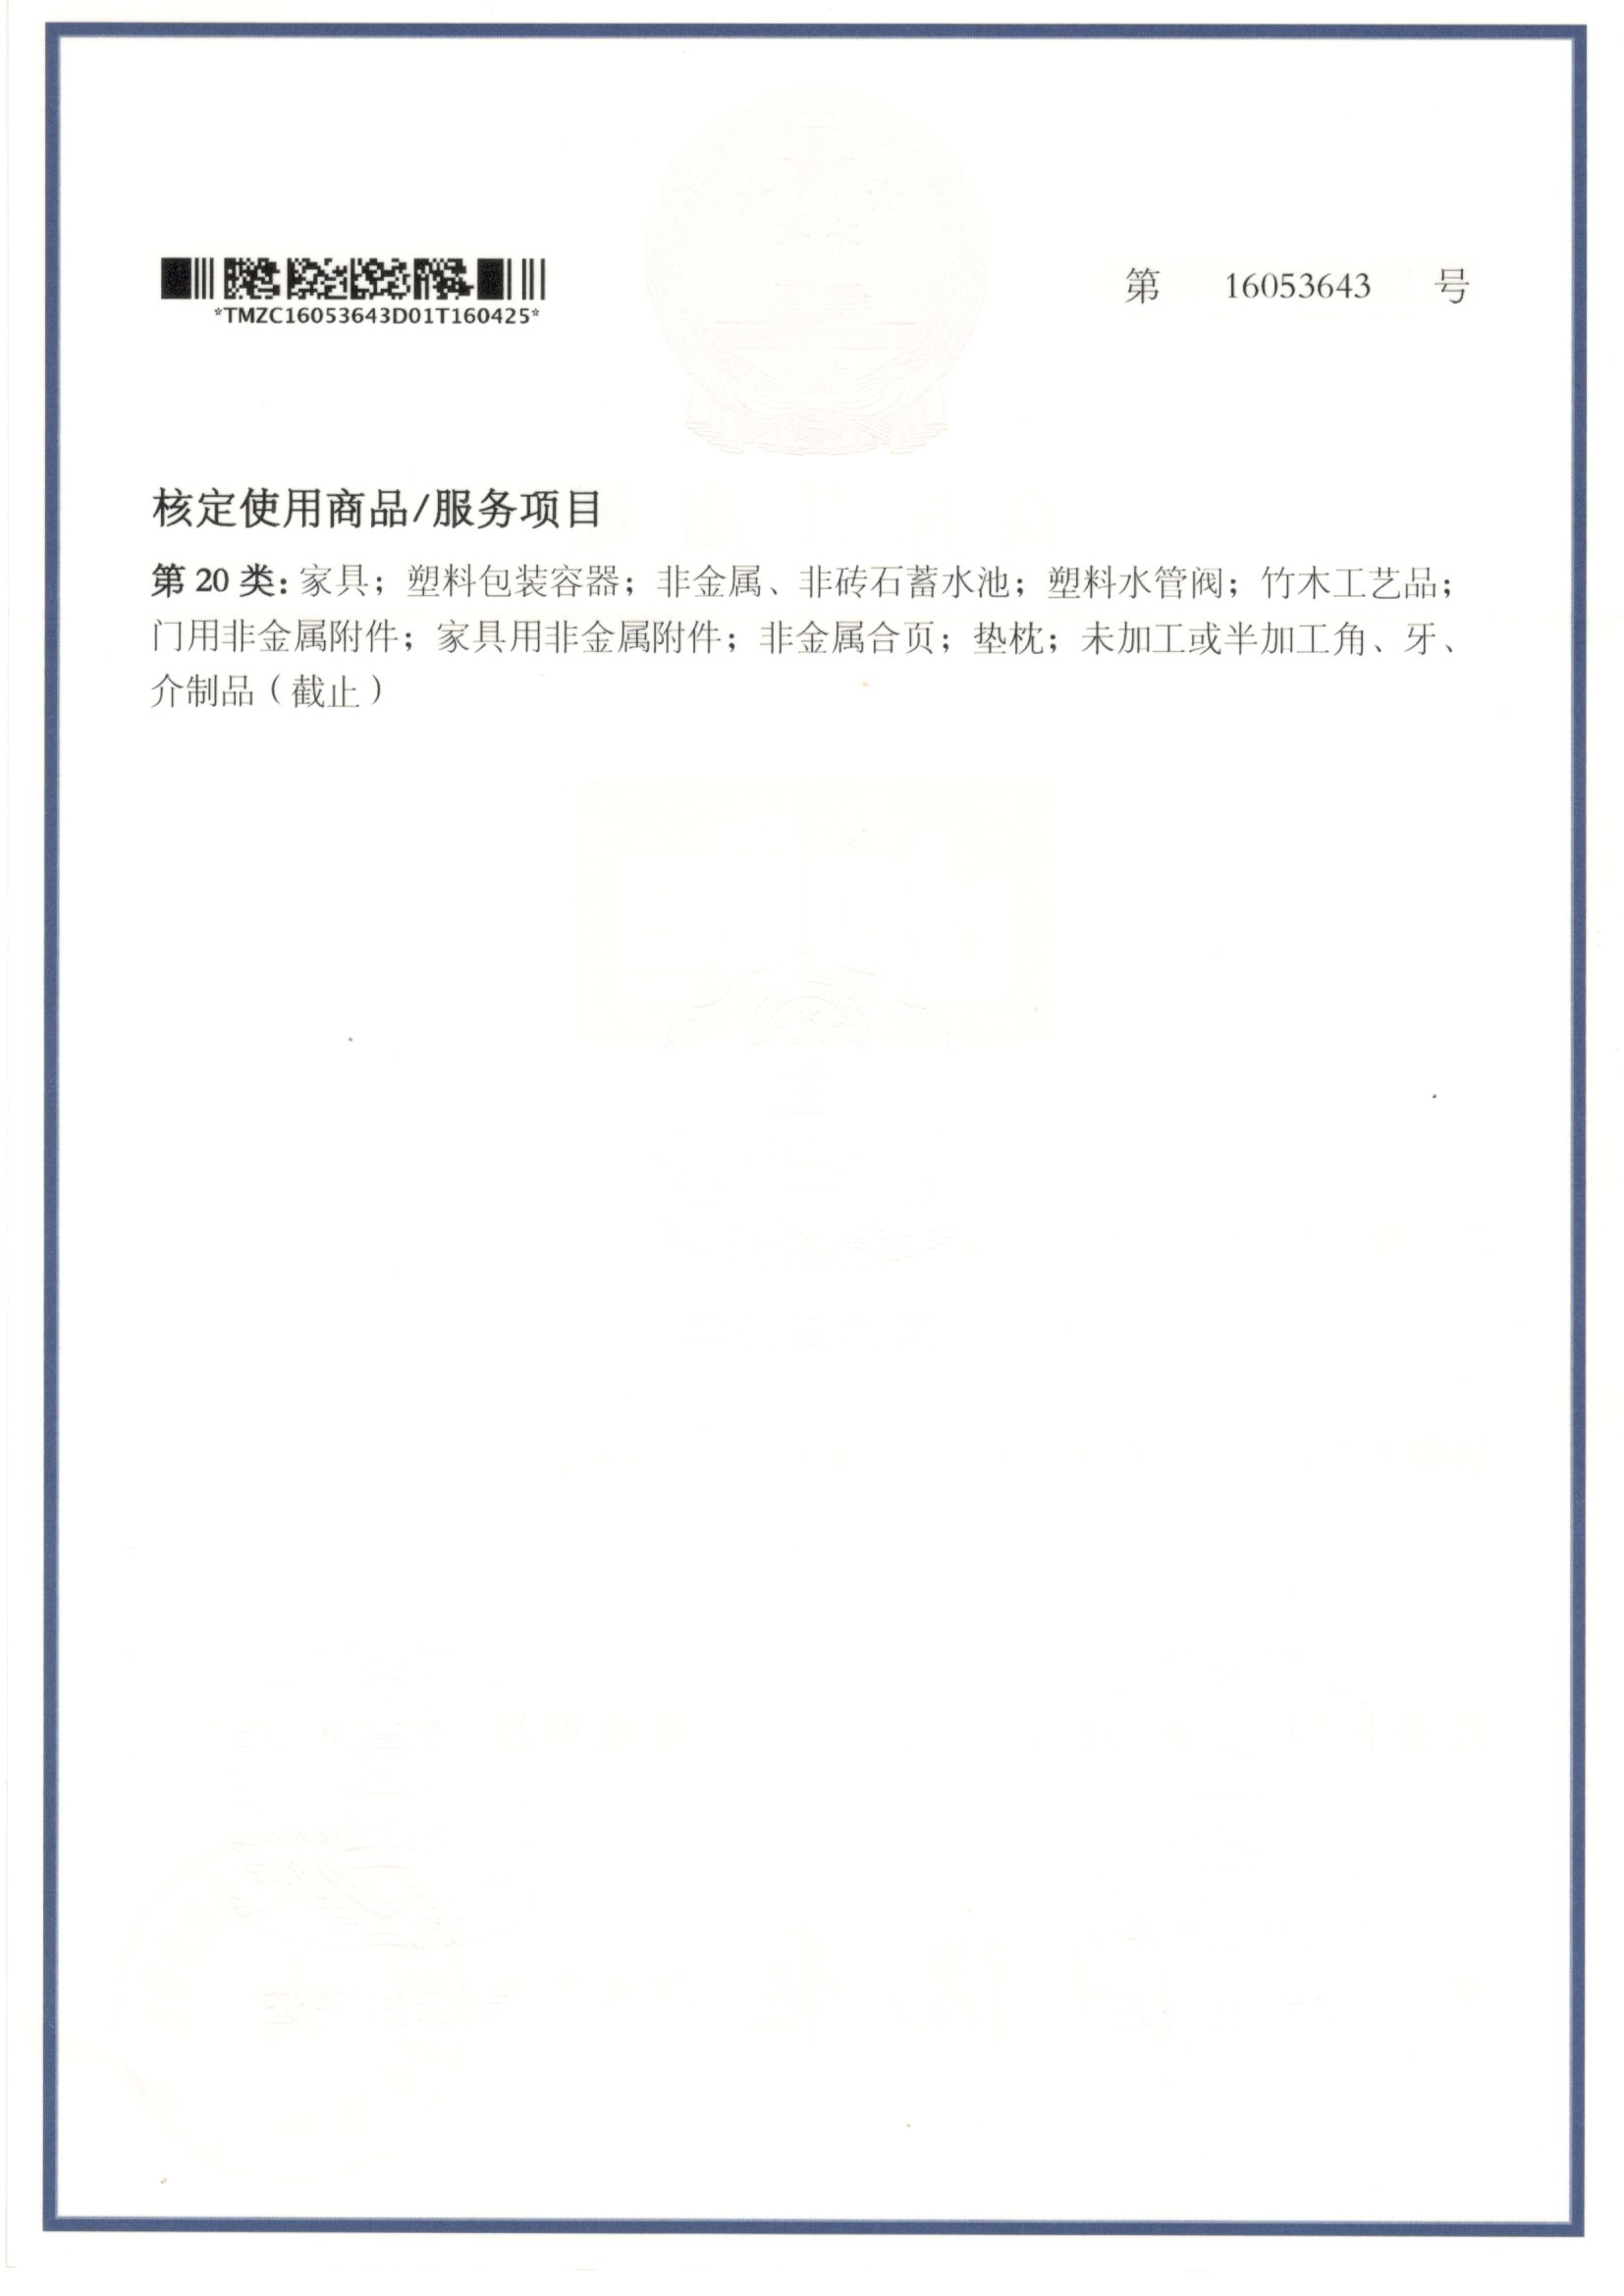 *TMZC16053643D01T160425*
第 16053643 号
核定使用商品/服务项目
第 20 类: 家具；塑料包装容器；非金属、非砖石蓄水池；塑料水管阀；竹木工艺品；
门用非金属附件；家具用非金属附件；非金属合页；垫枕；未加工或半加工角、牙、
介制品（截止）